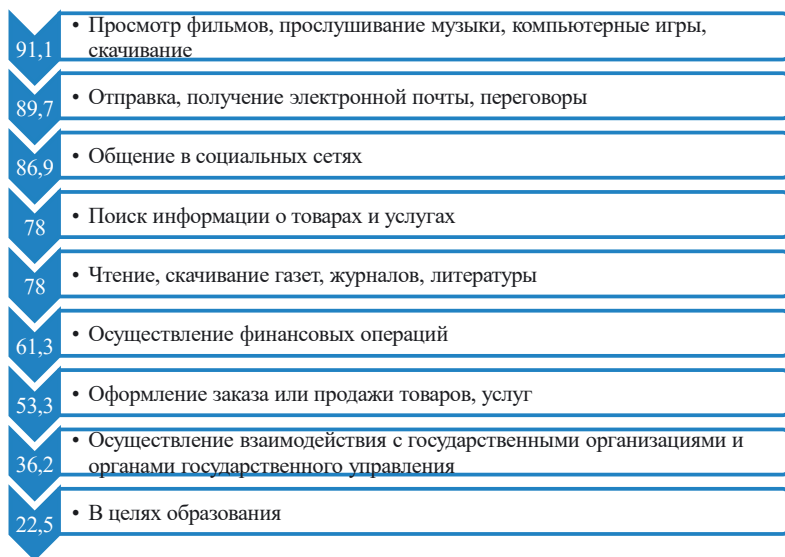 91,1
• Просмотр фильмов, прослушивание музыки, компьютерные игры,
скачивание
89,7
• Отправка, получение электронной почты, переговоры
86,9
• Общение в социальных сетях
78
• Поиск информации о товарах и услугах
78
• Чтение, скачивание газет, журналов, литературы
61,3
• Осуществление финансовых операций
53,3
• Оформление заказа или продажи товаров, услуг
36,2
• Осуществление взаимодействия с государственными организациями и
органами государственного управления
22,5
• В целях образования